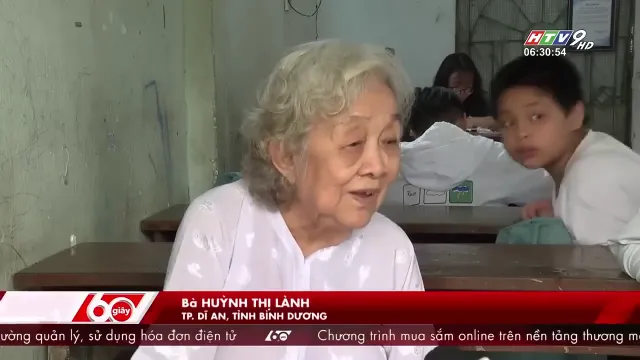 HTV9 HD
06:30:54
60 giây
Bà HUỲNH THỊ LÀNH
TP. DĨ AN, TỈNH BÌNH DƯƠNG
ường quản lý, sử dụng hóa đơn điện tử 60 Chương trình mua sắm online trên nền tảng thương mạ